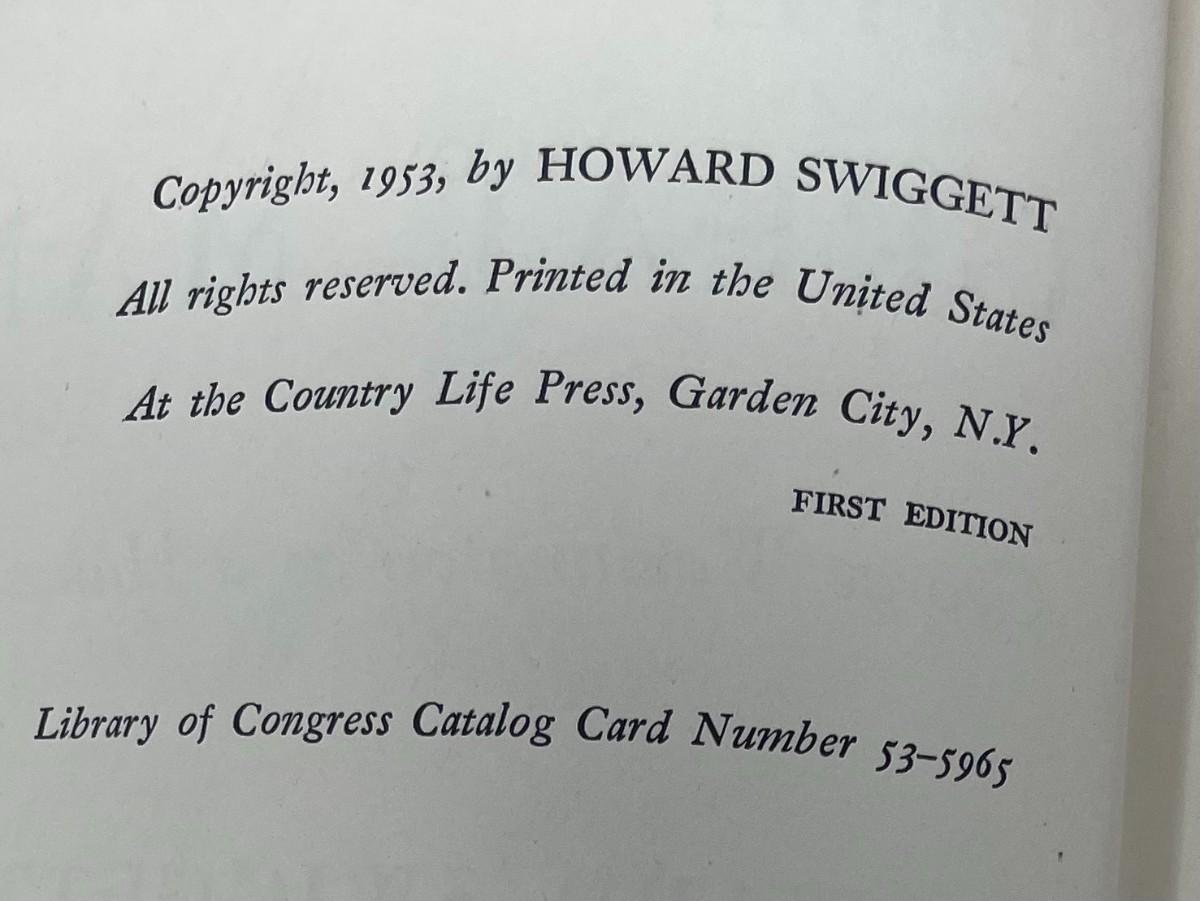 Copyright, 1953, by HOWARD SWIGGETT
All rights reserved. Printed in the United States
At the Country Life Press, Garden City, N.Y.
FIRST EDITION
Library of Congress Catalog Card Number 53–5965